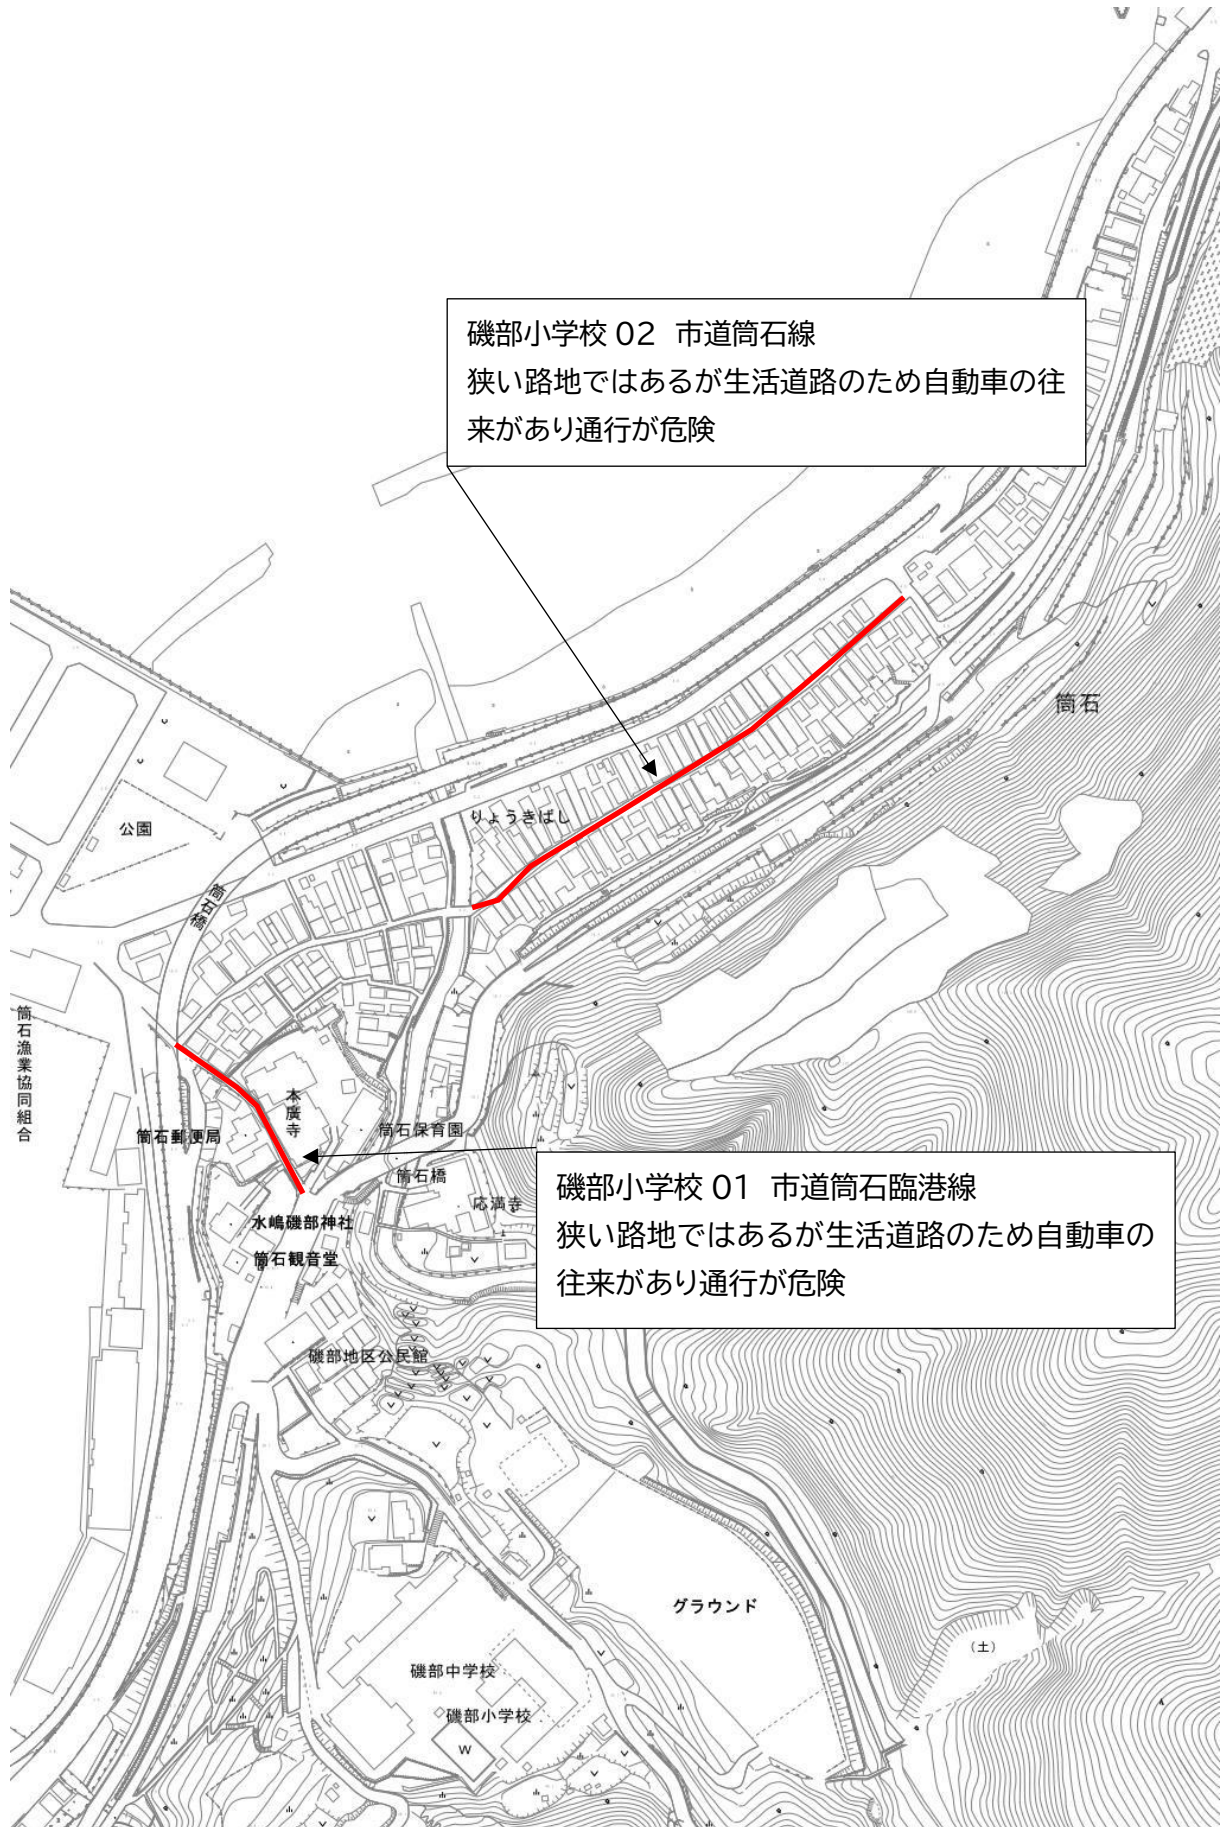 磯部小学校 02 市道筒石線
狭い路地ではあるが生活道路のため自動車の往
来があり通行が危険
筒石
りょうきばし
公園
筒石橋
筒石漁業協同組合
本廣寺
筒石郵便局
筒石保育園
筒石橋
応満寺
磯部小学校 01 市道筒石臨港線
狭い路地ではあるが生活道路のため自動車の
往来があり通行が危険
水嶋磯部神社
筒石観音堂
磯部地区公民館
グラウンド
(土)
磯部中学校
磯部小学校
W